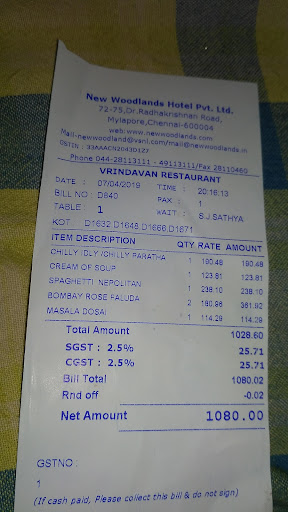 New Woodlands Hotel Pvt. Ltd.
72-75,Dr.Radhakrishnan Road,
Mylapore,Chennai-600004
web: www.newwoodlands.com
Mail-newwoodland@vsnl.com/mail@newwoodlands.in
GSTIN : 33AAACN2043D1Z7
Phone 044-28113111 - 49113111/Fax 28110460
VRINDAVAN RESTAURANT
DATE : 07/04/2019 TIME : 20:16:13
BILL NO : D640 PAX : 1
TABLE : 1 WAIT.. : S J SATHYA
KOT D1632 D1648 D1666 D1671
ITEM DESCRIPTION QTY RATE AMOUNT
CHILLY IDLY /CHILLY PARATHA 1 190.48 190.48
CREAM OF SOUP 1 123.81 123.81
SPAGHETTI NEPOLITAN 1 238.10 238.10
BOMBAY ROSE FALUDA 2 180.96 361.92
MASALA DOSAI 1 114.29 114.29
Total Amount 1028.60
SGST : 2.5% 25.71
CGST : 2.5% 25.71
Bill Total 1080.02
Rnd off -0.02
Net Amount 1080.00
GSTNO :
1
(If cash paid, Please collect this bill & do not sign)